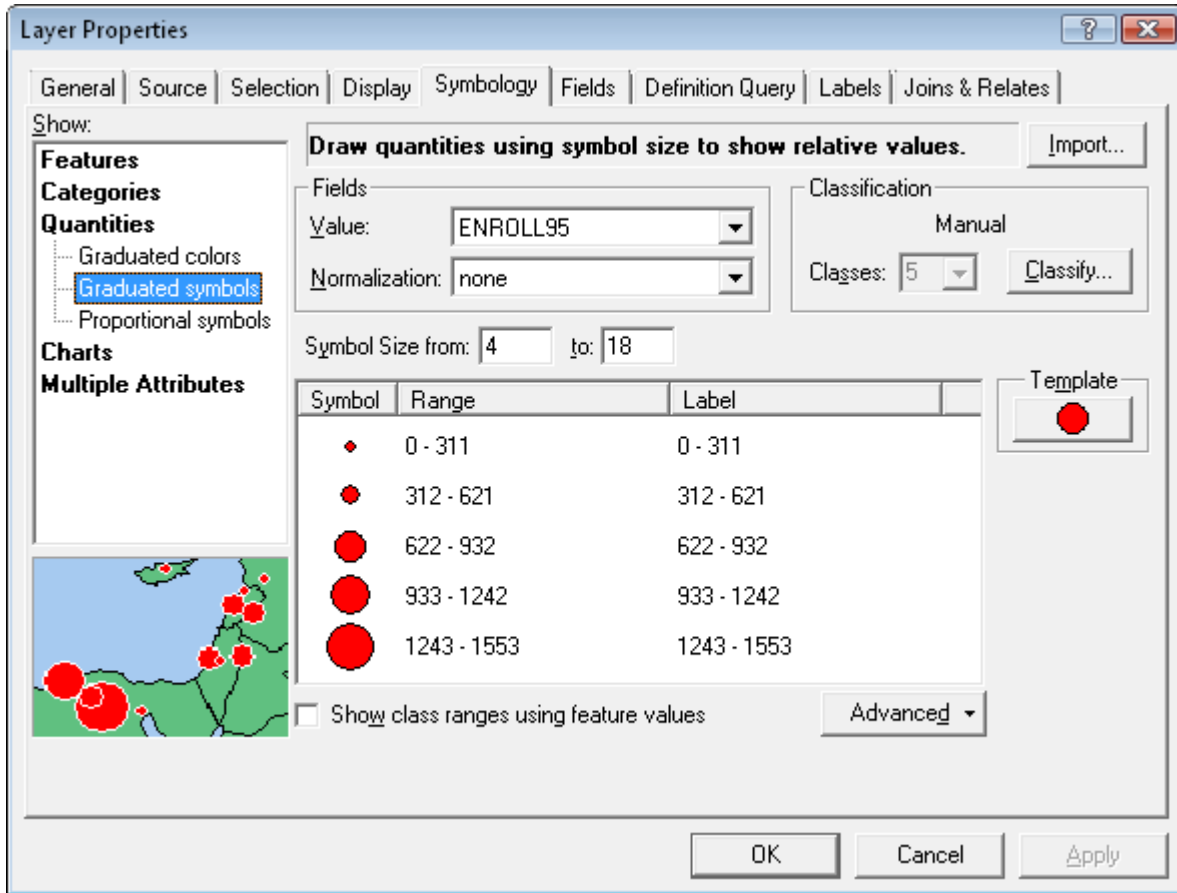 Layer Properties
General Source Selection Display Symbology Fields Definition Query Labels Joins & Relates
Show:
Features
Categories
Quantities
Graduated colors
Graduated symbols
Proportional symbols
Charts
Multiple Attributes
Draw quantities using symbol size to show relative values.
Import...
Fields
Value: ENROLL95
Normalization: none
Classification
Manual
Classes: 5 Classify...
Symbol Size from: 4 to: 18
Symbol Range Label
0 - 311 0 - 311
312 - 621 312 - 621
622 - 932 622 - 932
933 - 1242 933 - 1242
1243 - 1553 1243 - 1553
Template
Show class ranges using feature values
Advanced
OK Cancel Apply